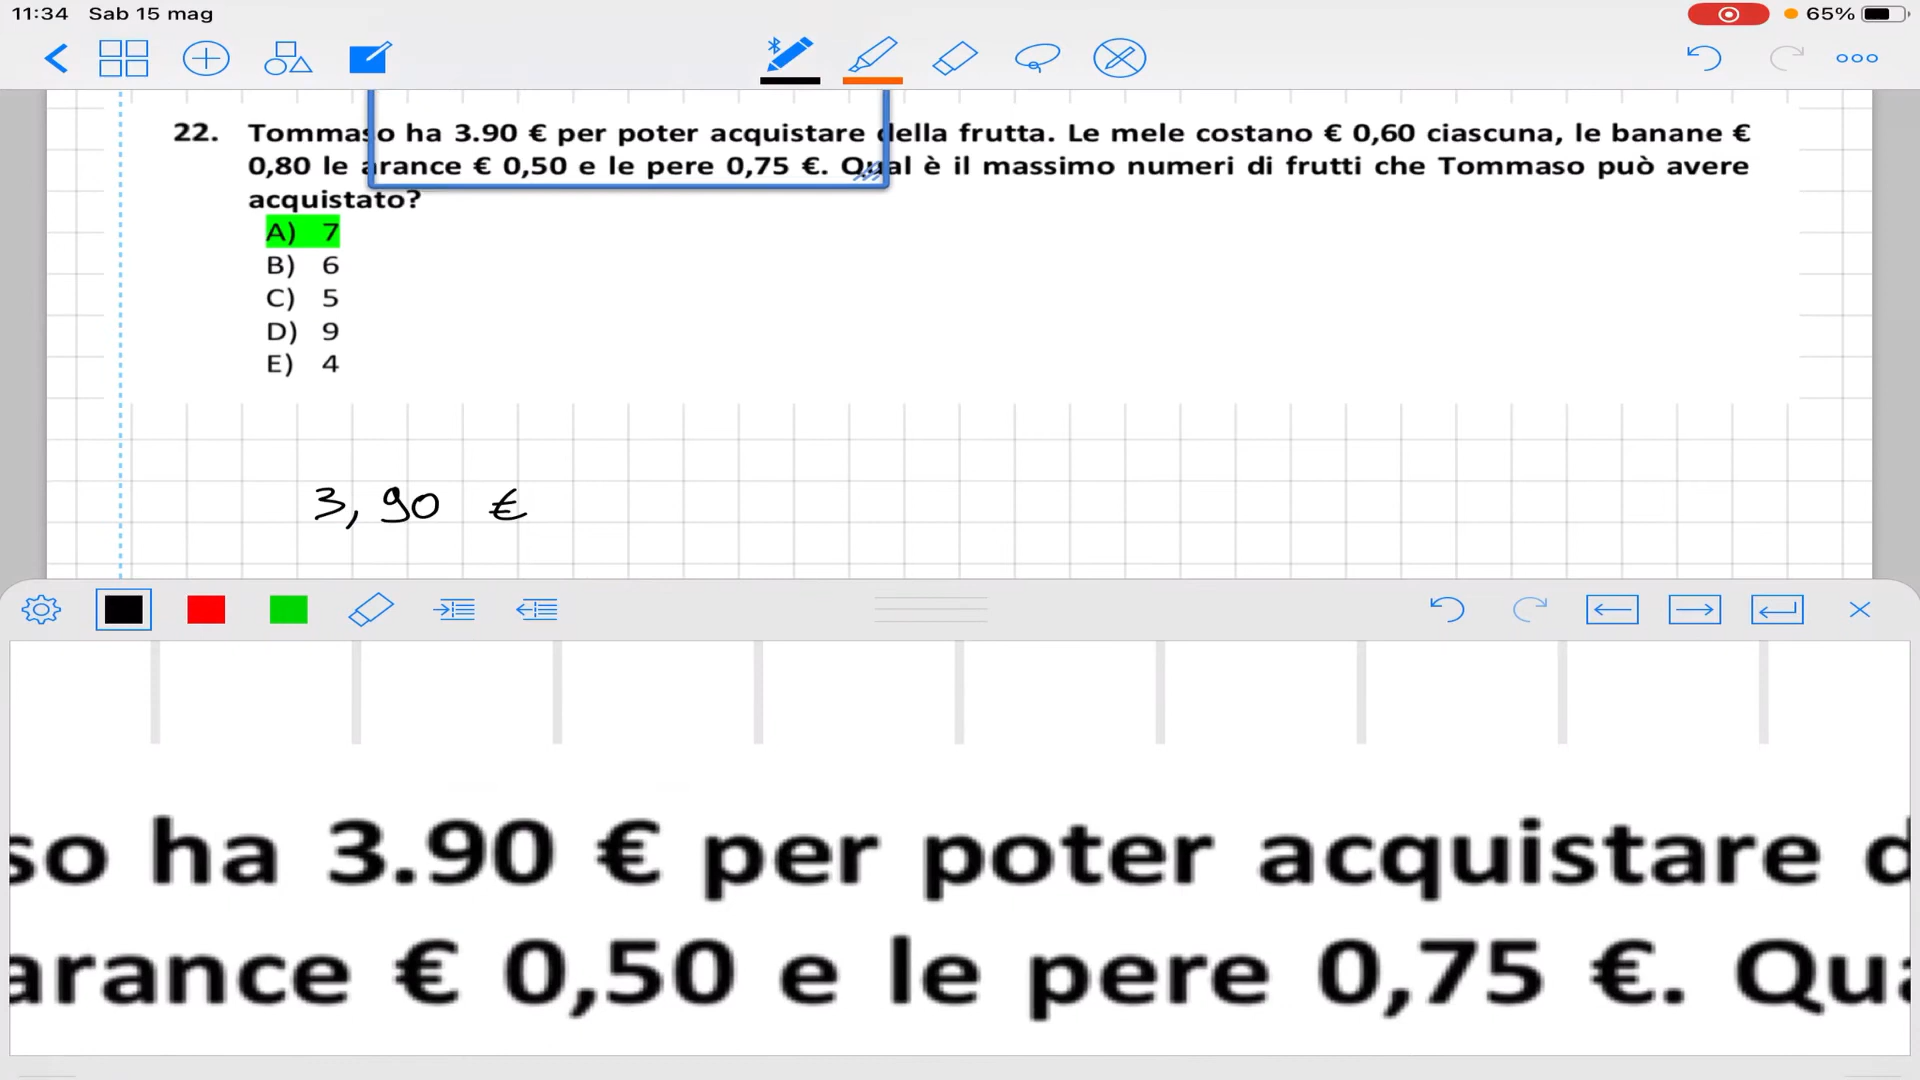 11:34 Sab 15 mag
65%
22. Tommaso ha 3.90 € per poter acquistare della frutta. Le mele costano € 0,60 ciascuna, le banane €
0,80 le arance € 0,50 e le pere 0,75 €. Qual è il massimo numeri di frutti che Tommaso può avere
acquistato?
A) 7
B) 6
C) 5
D) 9
E) 4
3,90 €
so ha 3.90 € per poter acquistare d
arance € 0,50 e le pere 0,75 €. Qua